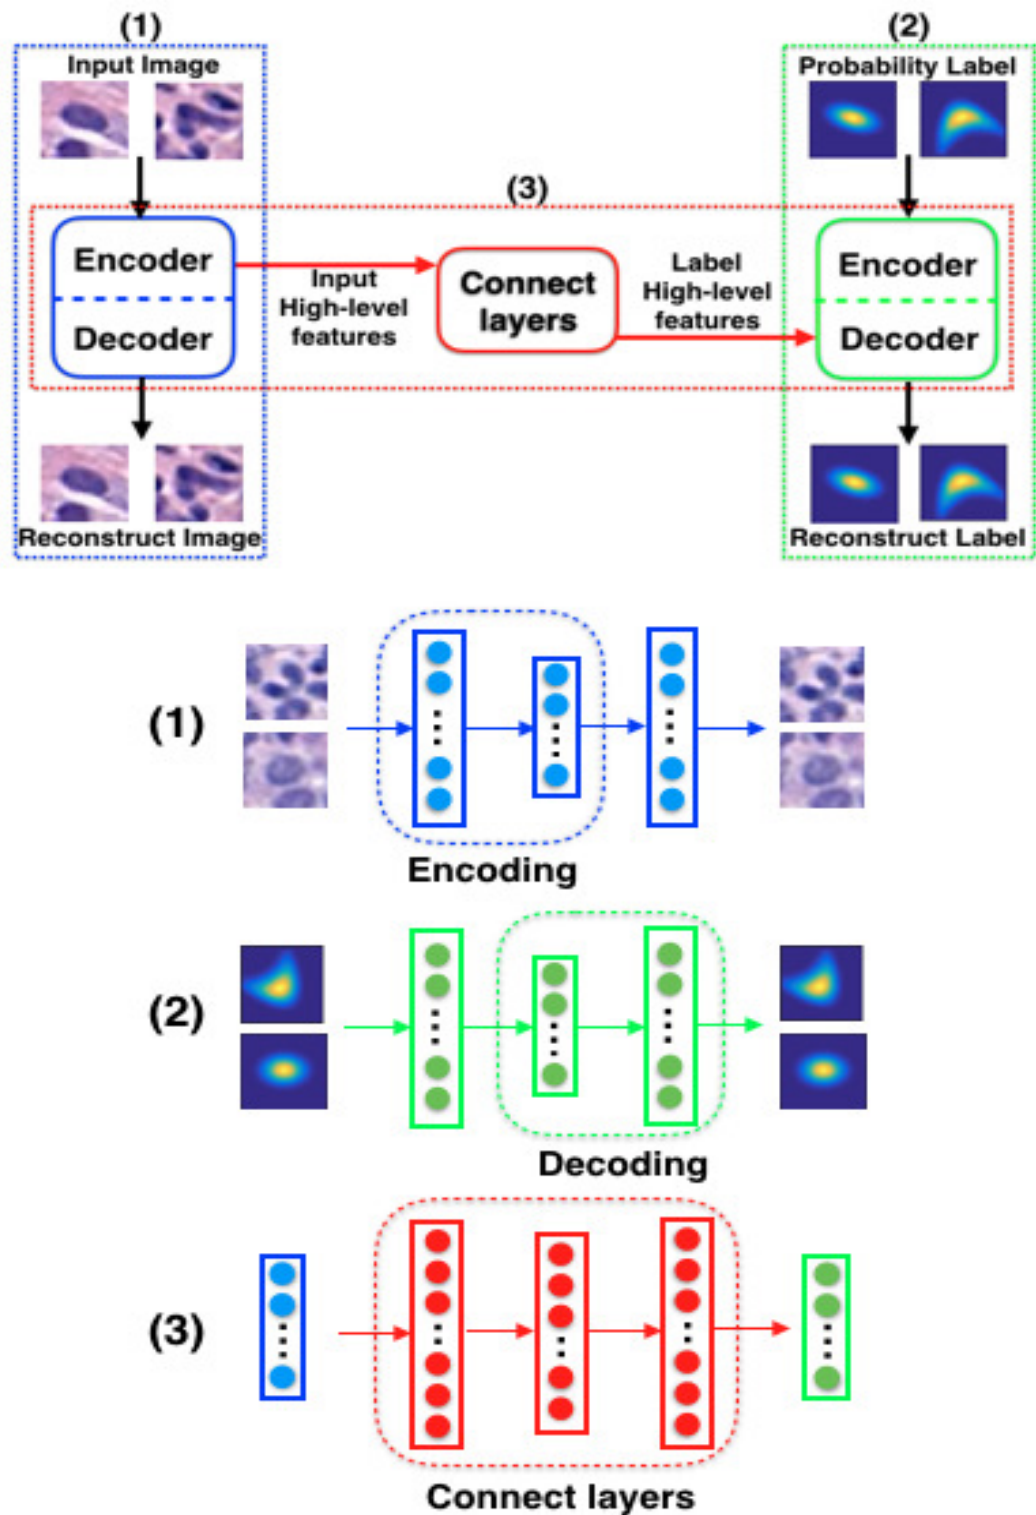 (1)
(2)
Input Image
Probability Label
(3)
Encoder
Decoder
Input
High-level
features
Connect
layers
Label
High-level
features
Encoder
Decoder
Reconstruct Image
Reconstruct Label
(1)
Encoding
(2)
Decoding
(3)
Connect layers